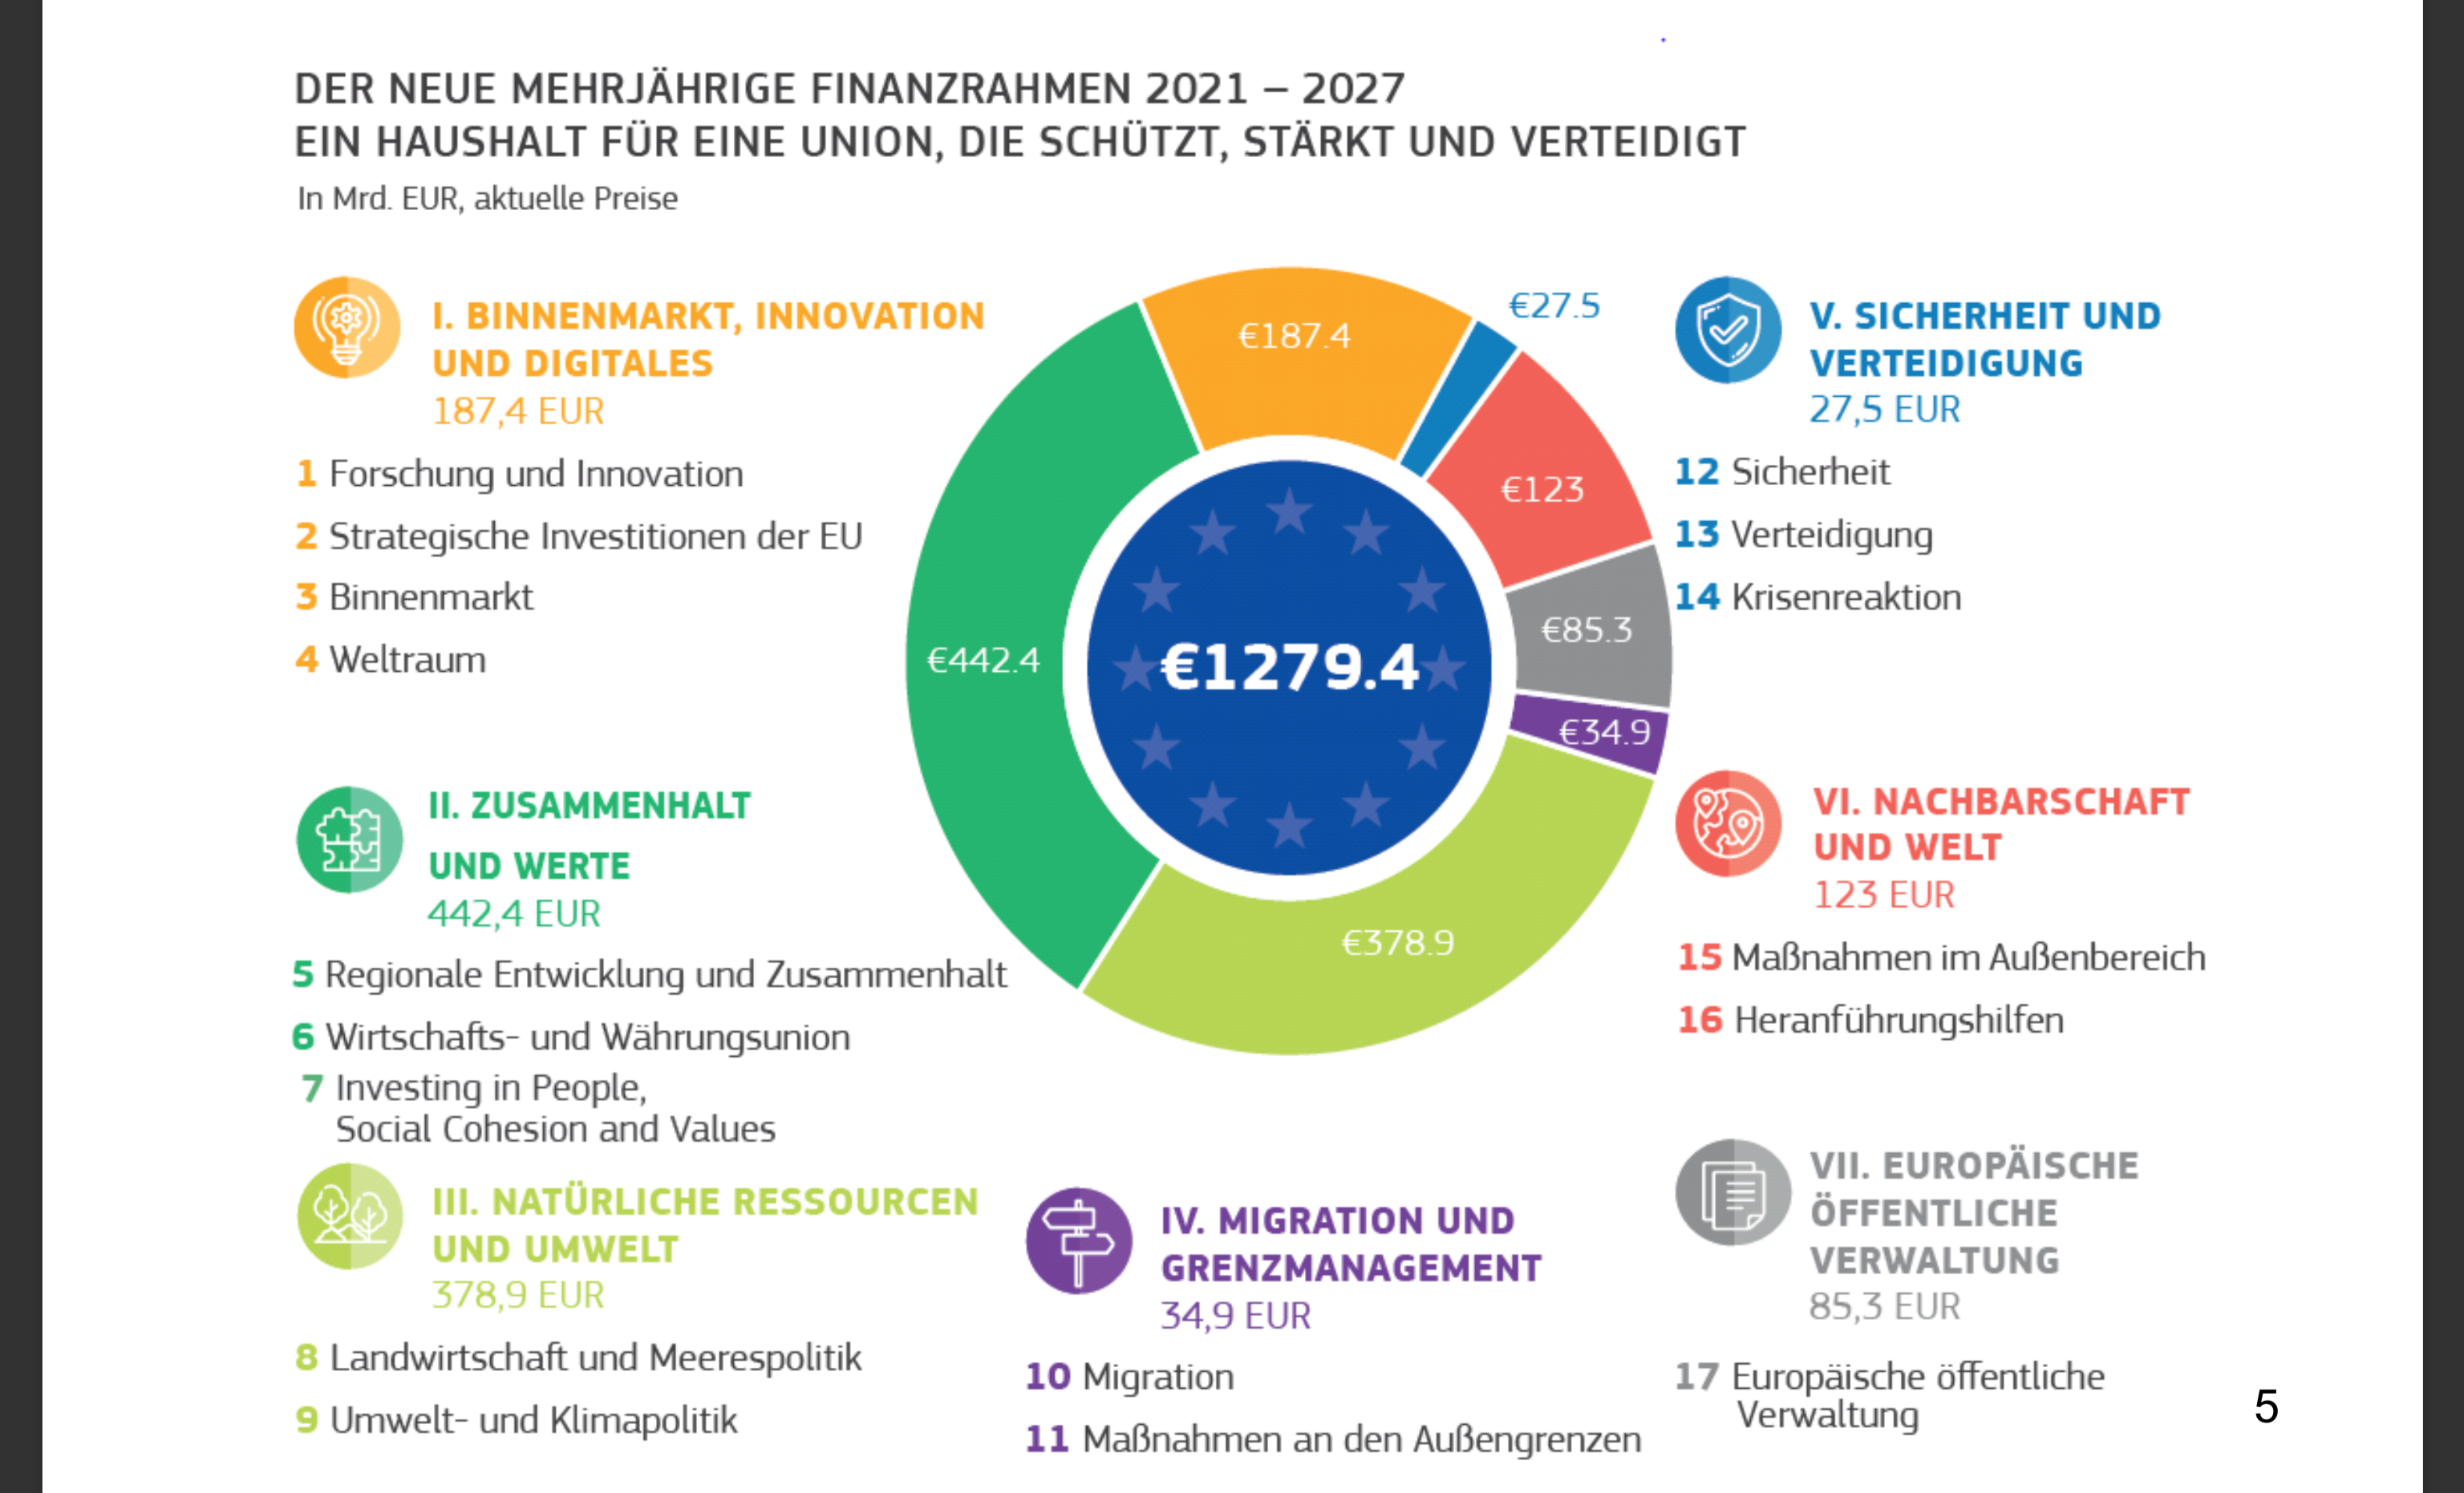 DER NEUE MEHRJÄHRIGE FINANZRAHMEN 2021 – 2027
EIN HAUSHALT FÜR EINE UNION, DIE SCHÜTZT, STÄRKT UND VERTEIDIGT
In Mrd. EUR, aktuelle Preise
I. BINNENMARKT, INNOVATION
UND DIGITALES
187,4 EUR
1 Forschung und Innovation
2 Strategische Investitionen der EU
3 Binnenmarkt
4 Weltraum
II. ZUSAMMENHALT
UND WERTE
442,4 EUR
5 Regionale Entwicklung und Zusammenhalt
6 Wirtschafts- und Währungsunion
7 Investing in People,
Social Cohesion and Values
III. NATÜRLICHE RESSOURCEN
UND UMWELT
378,9 EUR
8 Landwirtschaft und Meerespolitik
9 Umwelt- und Klimapolitik
€187.4
€27.5
€123
€85.3
€34.9
€378.9
€442.4
€1279.4
IV. MIGRATION UND
GRENZMANAGEMENT
34,9 EUR
10 Migration
11 Maßnahmen an den Außengrenzen
V. SICHERHEIT UND
VERTEIDIGUNG
27,5 EUR
12 Sicherheit
13 Verteidigung
14 Krisenreaktion
VI. NACHBARSCHAFT
UND WELT
123 EUR
15 Maßnahmen im Außenbereich
16 Heranführungshilfen
VII. EUROPÄISCHE
ÖFFENTLICHE
VERWALTUNG
85,3 EUR
17 Europäische öffentliche
Verwaltung
5